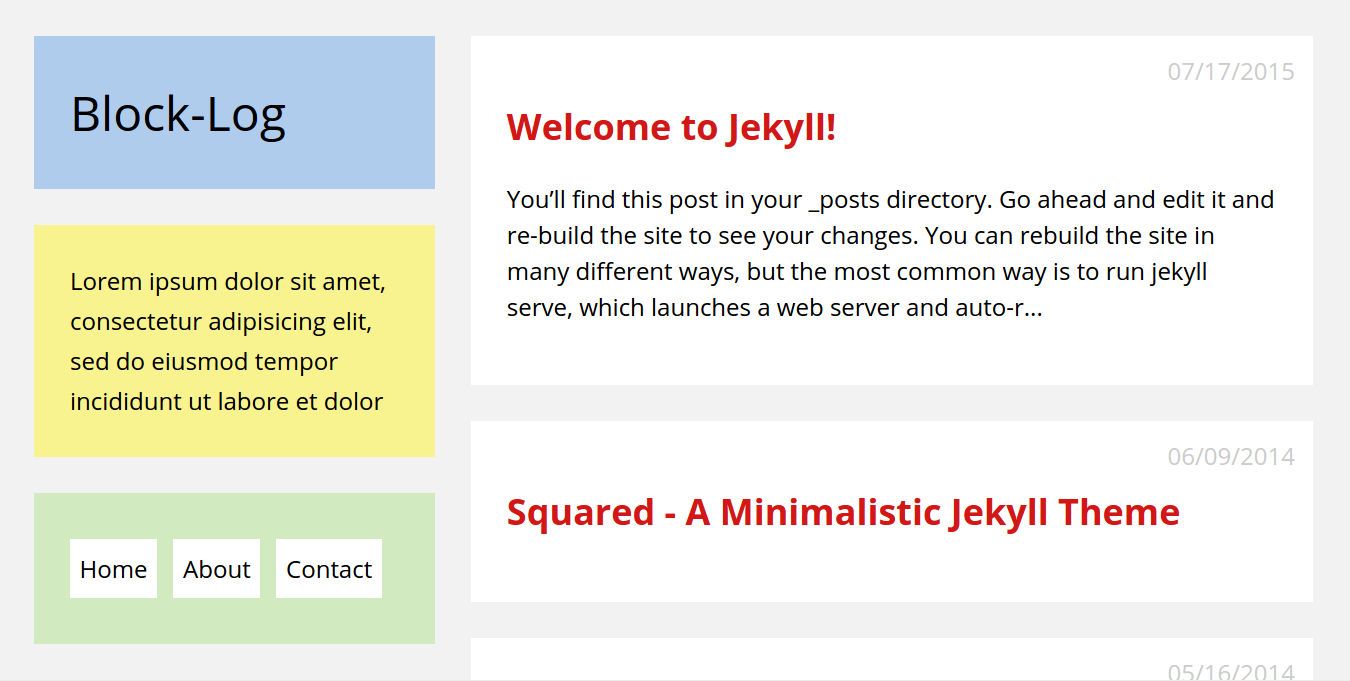 Block-Log
Lorem ipsum dolor sit amet,
consectetur adipisicing elit,
sed do eiusmod tempor
incididunt ut labore et dolor
Home
About
Contact
07/17/2015
Welcome to Jekyll!
You’ll find this post in your _posts directory. Go ahead and edit it and
re-build the site to see your changes. You can rebuild the site in
many different ways, but the most common way is to run jekyll
serve, which launches a web server and auto-r...
06/09/2014
Squared - A Minimalistic Jekyll Theme
05/16/2014